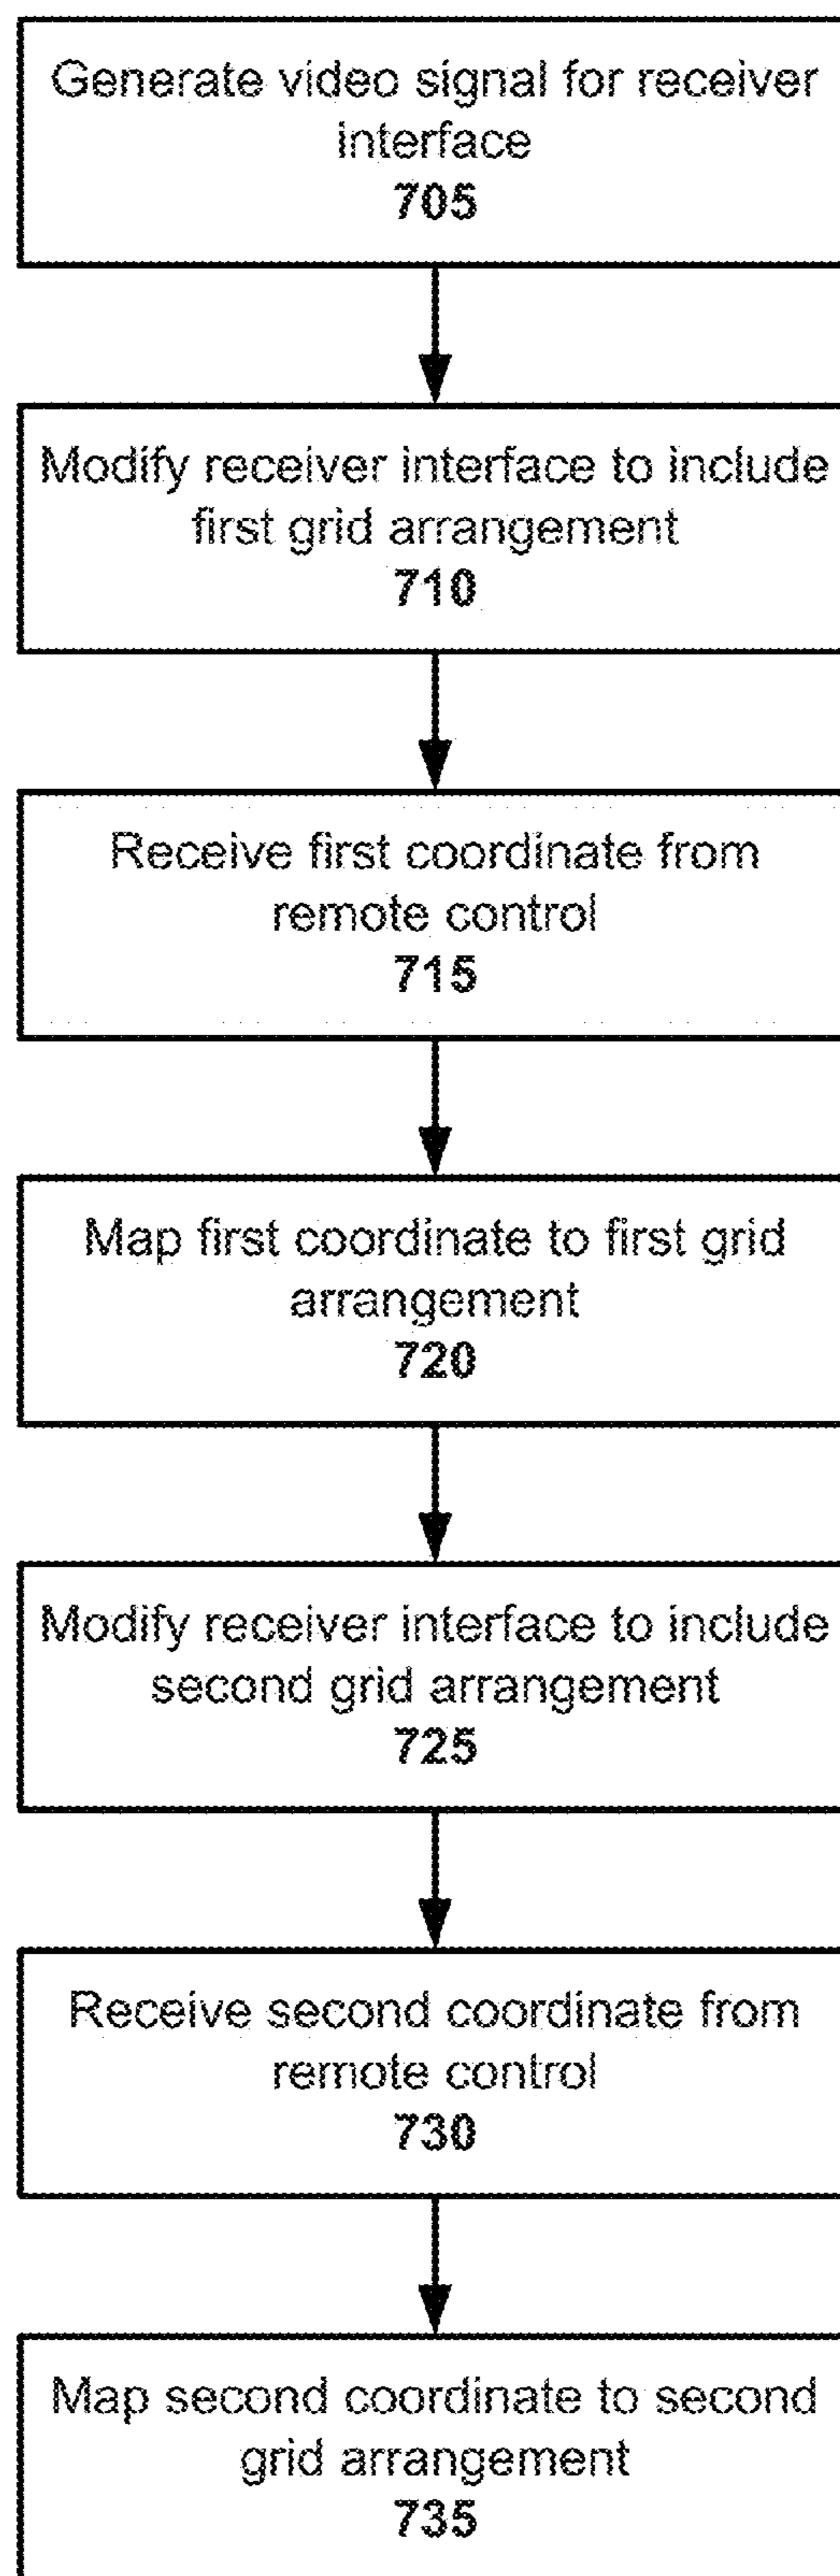 Generate video signal for receiver
interface
705
Modify receiver interface to include
first grid arrangement
710
Receive first coordinate from
remote control
715
Map first coordinate to first grid
arrangement
720
Modify receiver interface to include
second grid arrangement
725
Receive second coordinate from
remote control
730
Map second coordinate to second
grid arrangement
735